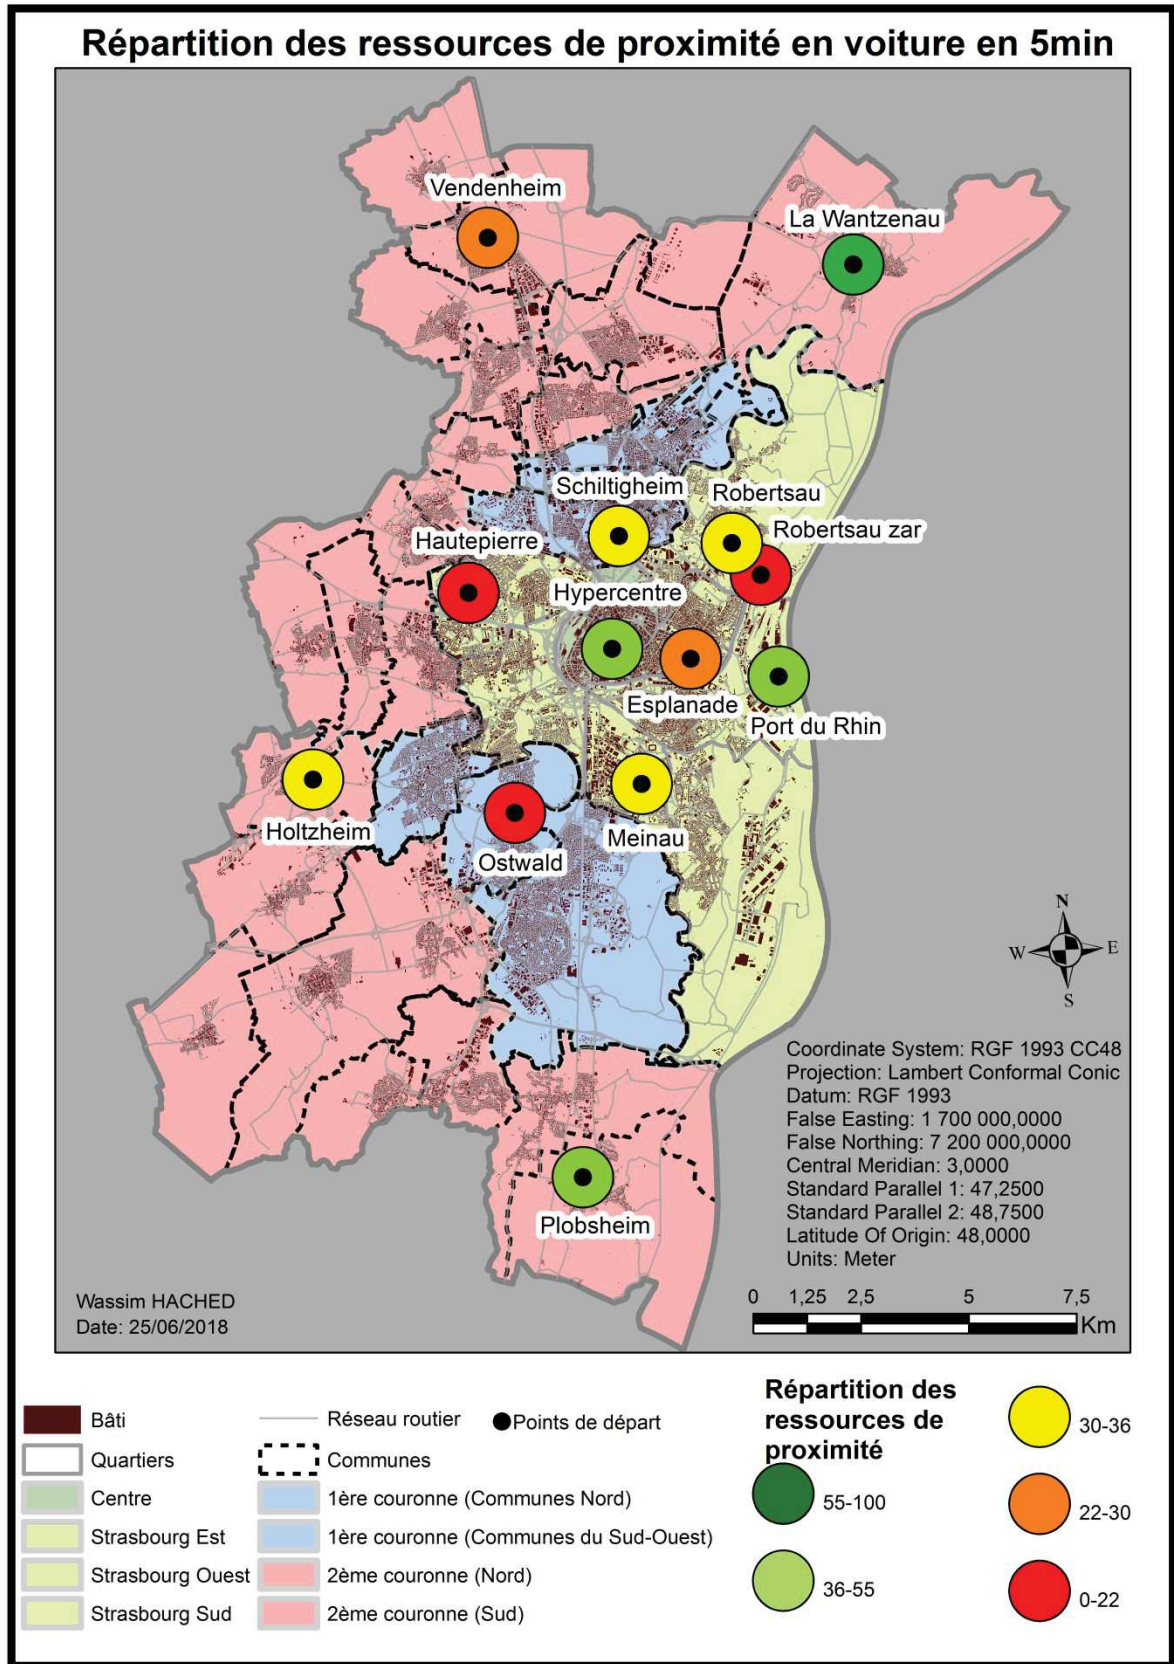 Répartition des ressources de proximité en voiture en 5min
Vendenheim
La Wantzenau
Schiltigheim
Robertsau
Hautepierre
Robertsau zar
Hypercentre
Esplanade
Port du Rhin
Holtzheim
Meinau
Ostwald
Plobsheim
N
W
E
S
Coordinate System: RGF 1993 CC48
Projection: Lambert Conformal Conic
Datum: RGF 1993
False Easting: 1 700 000,0000
False Northing: 7 200 000,0000
Central Meridian: 3,0000
Standard Parallel 1: 47,2500
Standard Parallel 2: 48,7500
Latitude Of Origin: 48,0000
Units: Meter
Wassim HACHED
Date: 25/06/2018
0 1,25 2,5 5 7,5
Km
Bâti
Quartiers
Centre
Strasbourg Est
Strasbourg Ouest
Strasbourg Sud
Réseau routier
Points de départ
Communes
1ère couronne (Communes Nord)
1ère couronne (Communes du Sud-Ouest)
2ème couronne (Nord)
2ème couronne (Sud)
Répartition des
ressources de
proximité
55-100
36-55
30-36
22-30
0-22